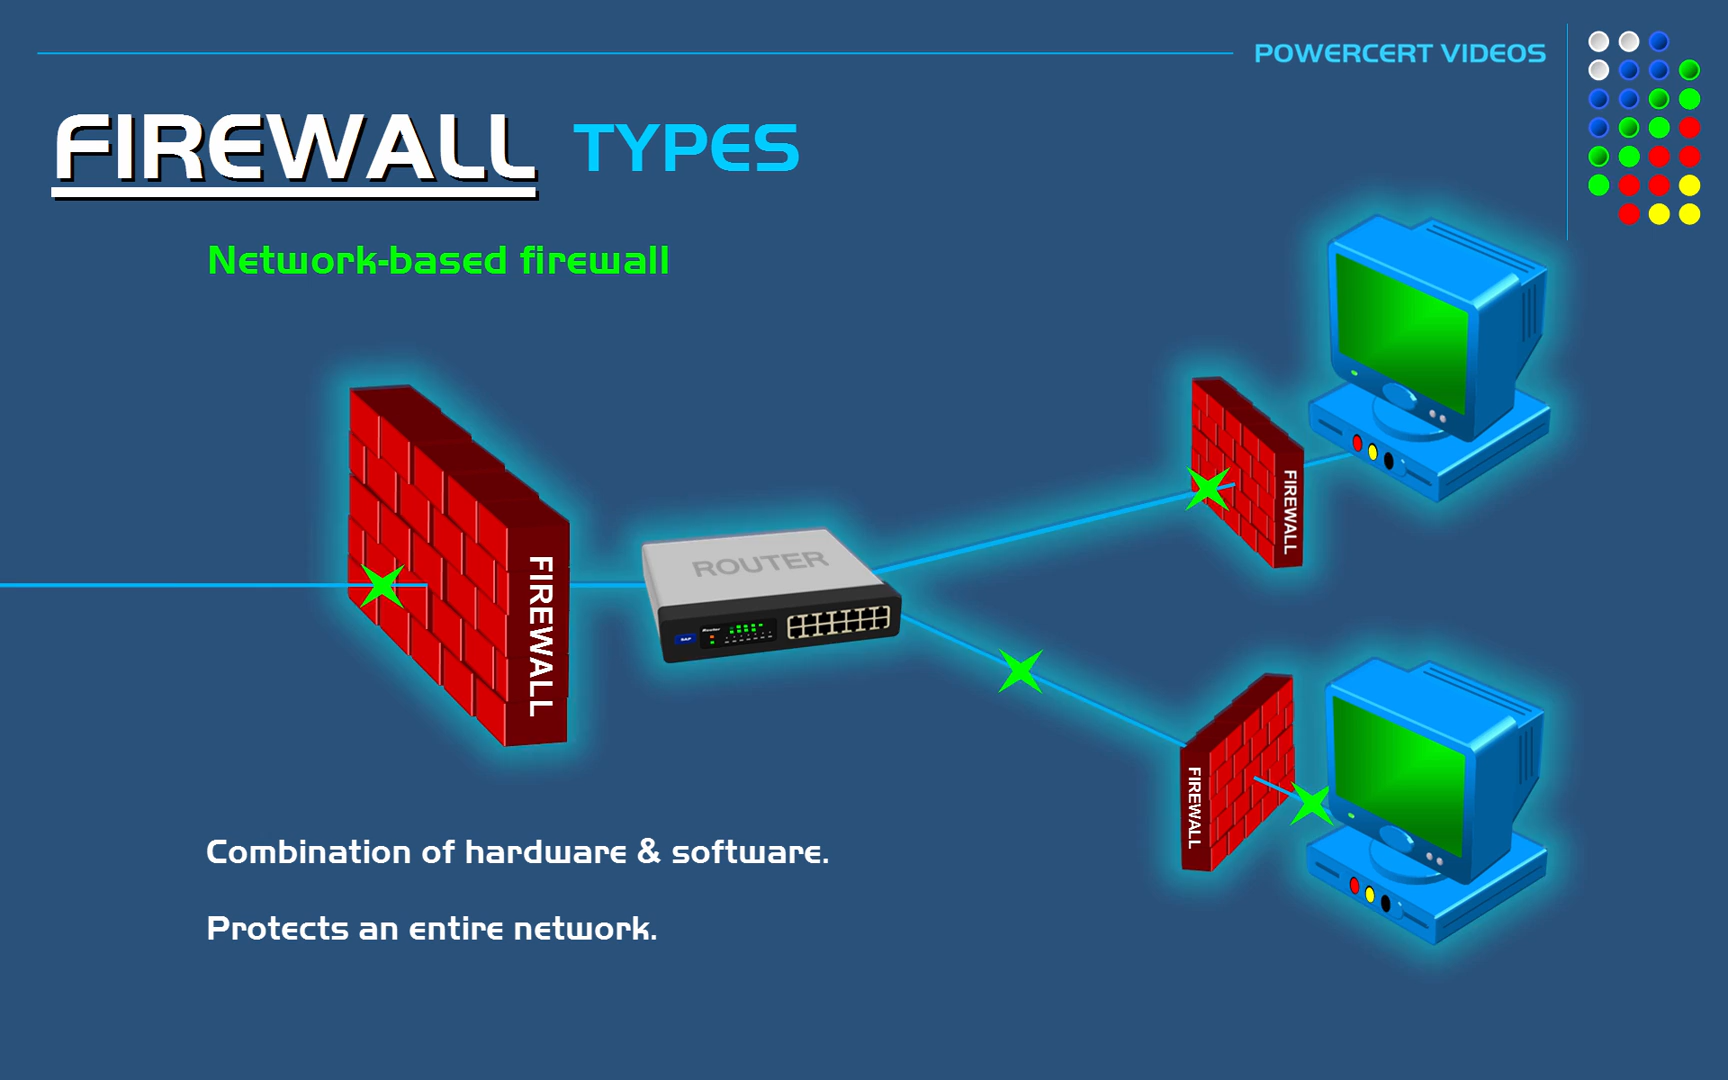 POWERCERT VIDEOS
FIREWALL TYPES
Network-based firewall
FIREWALL
ROUTER
Router
FIREWALL
FIREWALL
Combination of hardware & software.
Protects an entire network.